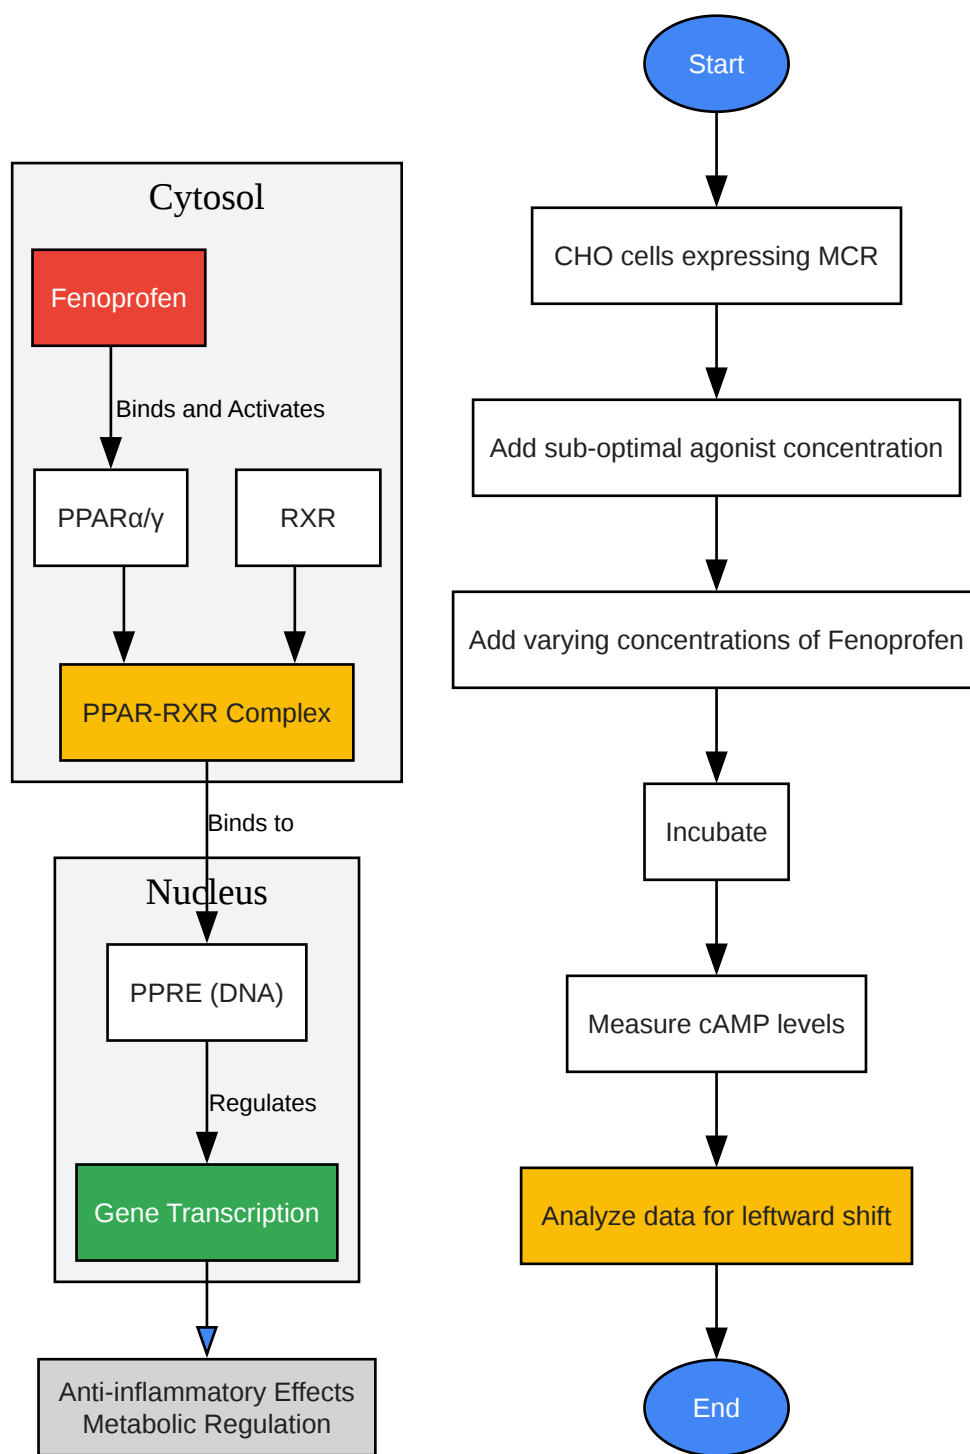 Cytosol
Fenoprofen
Binds and Activates
PPARα/γ
RXR
PPAR-RXR Complex
Binds to
Nucleus
PPRE (DNA)
Regulates
Gene Transcription
Anti-inflammatory Effects
Metabolic Regulation
Start
CHO cells expressing MCR
Add sub-optimal agonist concentration
Add varying concentrations of Fenoprofen
Incubate
Measure cAMP levels
Analyze data for leftward shift
End